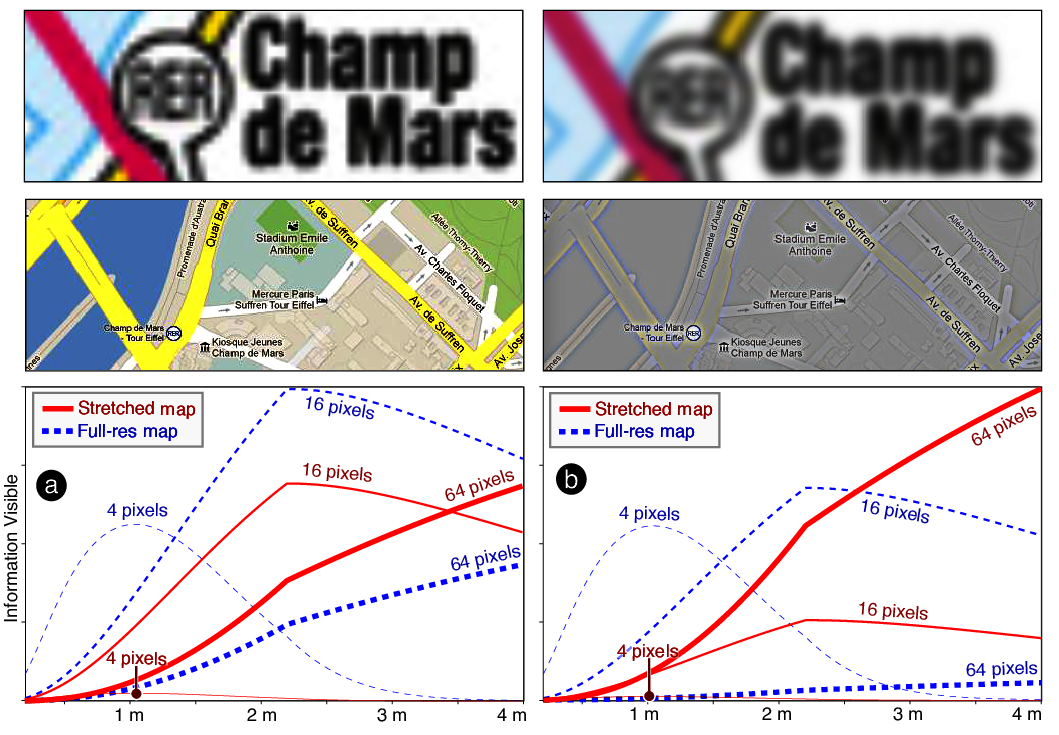 RER
Champ
de Mars
RER
Champ
de Mars
Promenade d'Austra
Quai Bran
Av. de Suffren
Stadium Emile
Anthoine
Allée Thomy-Thierry
Av. Charles Floquet
Mercure Paris
Suffren Tour Eiffel
Av. de Suffren
Champ de Mars
- Tour Eiffel
RER
Kiosque Jeunes
Champ de Mars
Av. Jose
nes
Promenade d'Austra
Quai Bran
Av. de Suffren
Stadium Emile
Anthoine
Allée Thomy-Thierry
Av. Charles Floquet
Mercure Paris
Suffren Tour Eiffel
Av. de Suffren
Champ de Mars
- Tour Eiffel
RER
Kiosque Jeunes
Champ de Mars
Av. Jose
nes
Information Visible
Stretched map
Full-res map
a
16 pixels
16 pixels
64 pixels
4 pixels
64 pixels
4 pixels
1 m
2 m
3 m
4 m
Stretched map
Full-res map
b
64 pixels
16 pixels
4 pixels
16 pixels
4 pixels
64 pixels
1 m
2 m
3 m
4 m